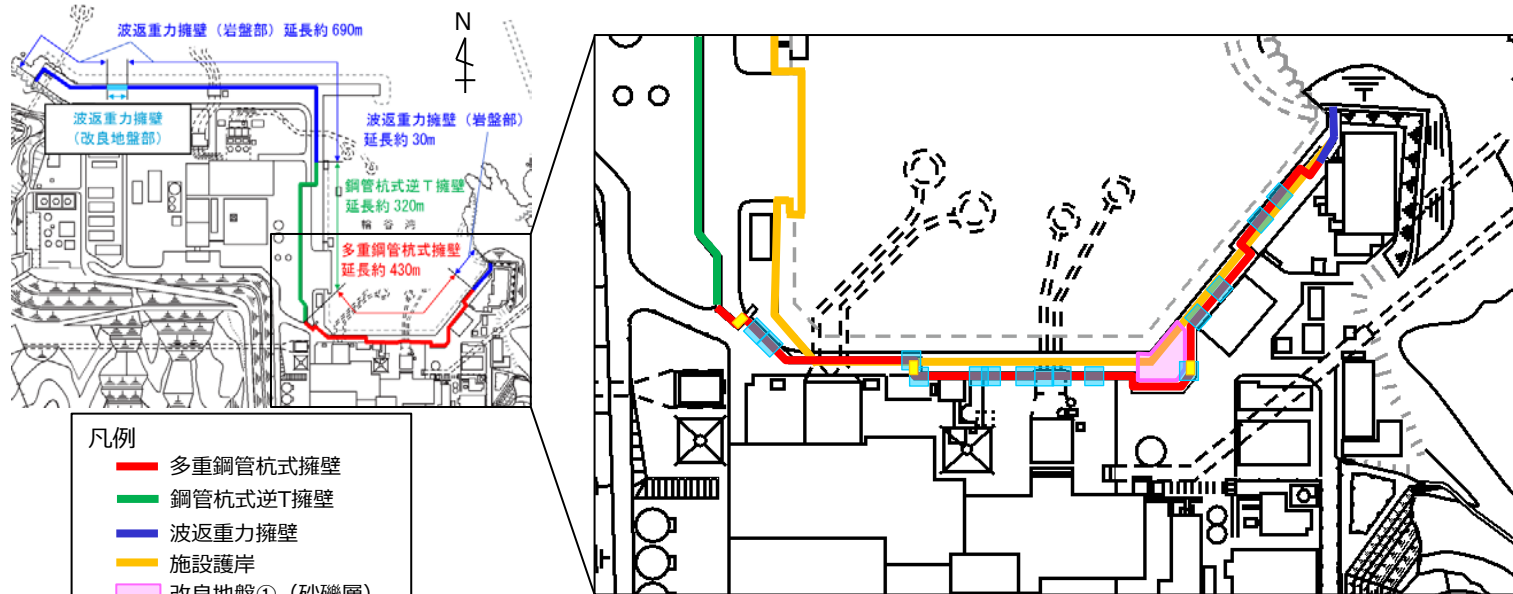 波返重力擁壁（岩盤部）延長約 690m
N
波返重力擁壁
（改良地盤部）
波返重力擁壁（岩盤部）
延長約 30m
鋼管杭式逆T擁壁
延長約 320m
輪谷湾
多重鋼管杭式擁壁
延長約 430m
凡例
多重鋼管杭式擁壁
鋼管杭式逆T擁壁
波返重力擁壁
施設護岸
改良地盤①（砂礫層）